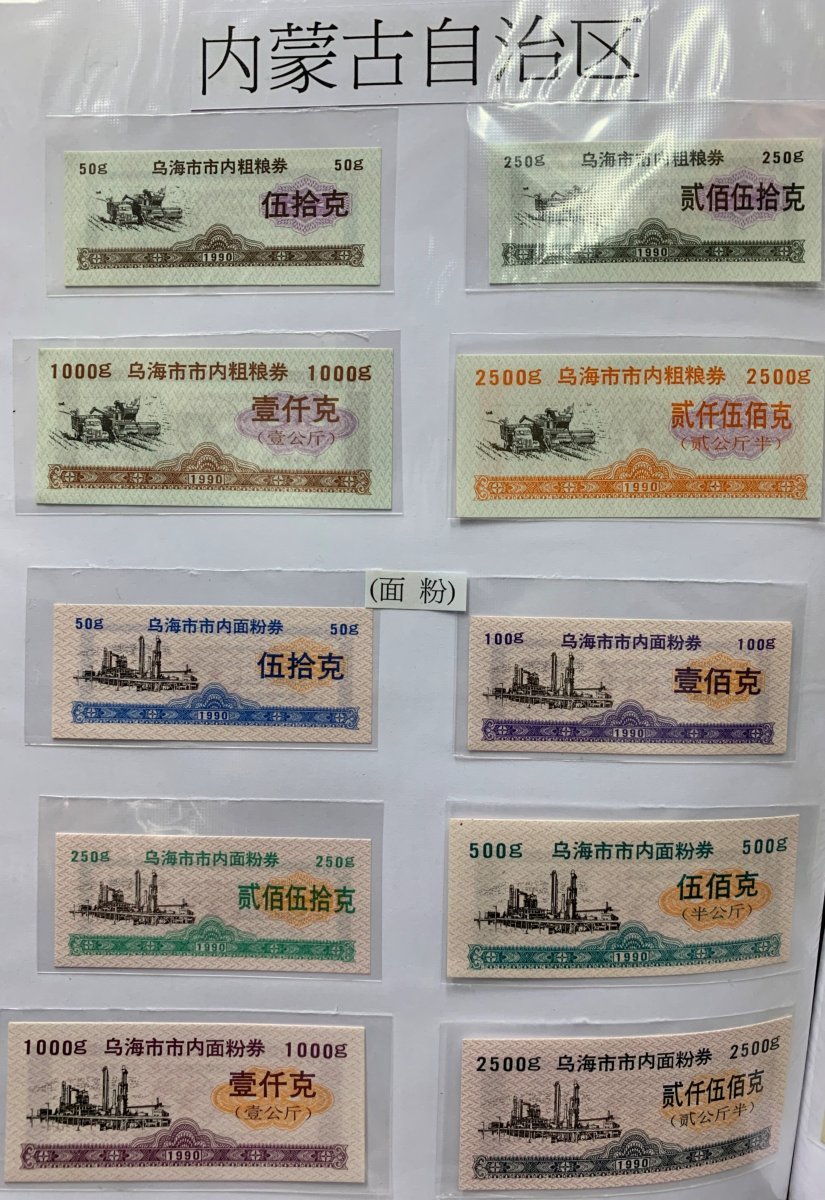 内蒙古自治区
50g 乌海市市内粗粮券 50g
伍拾克
1990
250g 乌海市市内粗粮券 250g
贰佰伍拾克
1990
1000g 乌海市市内粗粮券 1000g
壹仟克
(壹公斤)
1990
2500g 乌海市市内粗粮券 2500g
贰仟伍佰克
(贰公斤半)
1990
(面 粉)
50g 乌海市市内面粉券 50g
伍拾克
1990
100g 乌海市市内面粉券 100g
壹佰克
1990
250g 乌海市市内面粉券 250g
贰佰伍拾克
1990
500g 乌海市市内面粉券 500g
伍佰克
(半公斤)
1990
1000g 乌海市市内面粉券 1000g
壹仟克
(壹公斤)
1990
2500g 乌海市市内面粉券 2500g
贰仟伍佰克
(贰公斤半)
1990